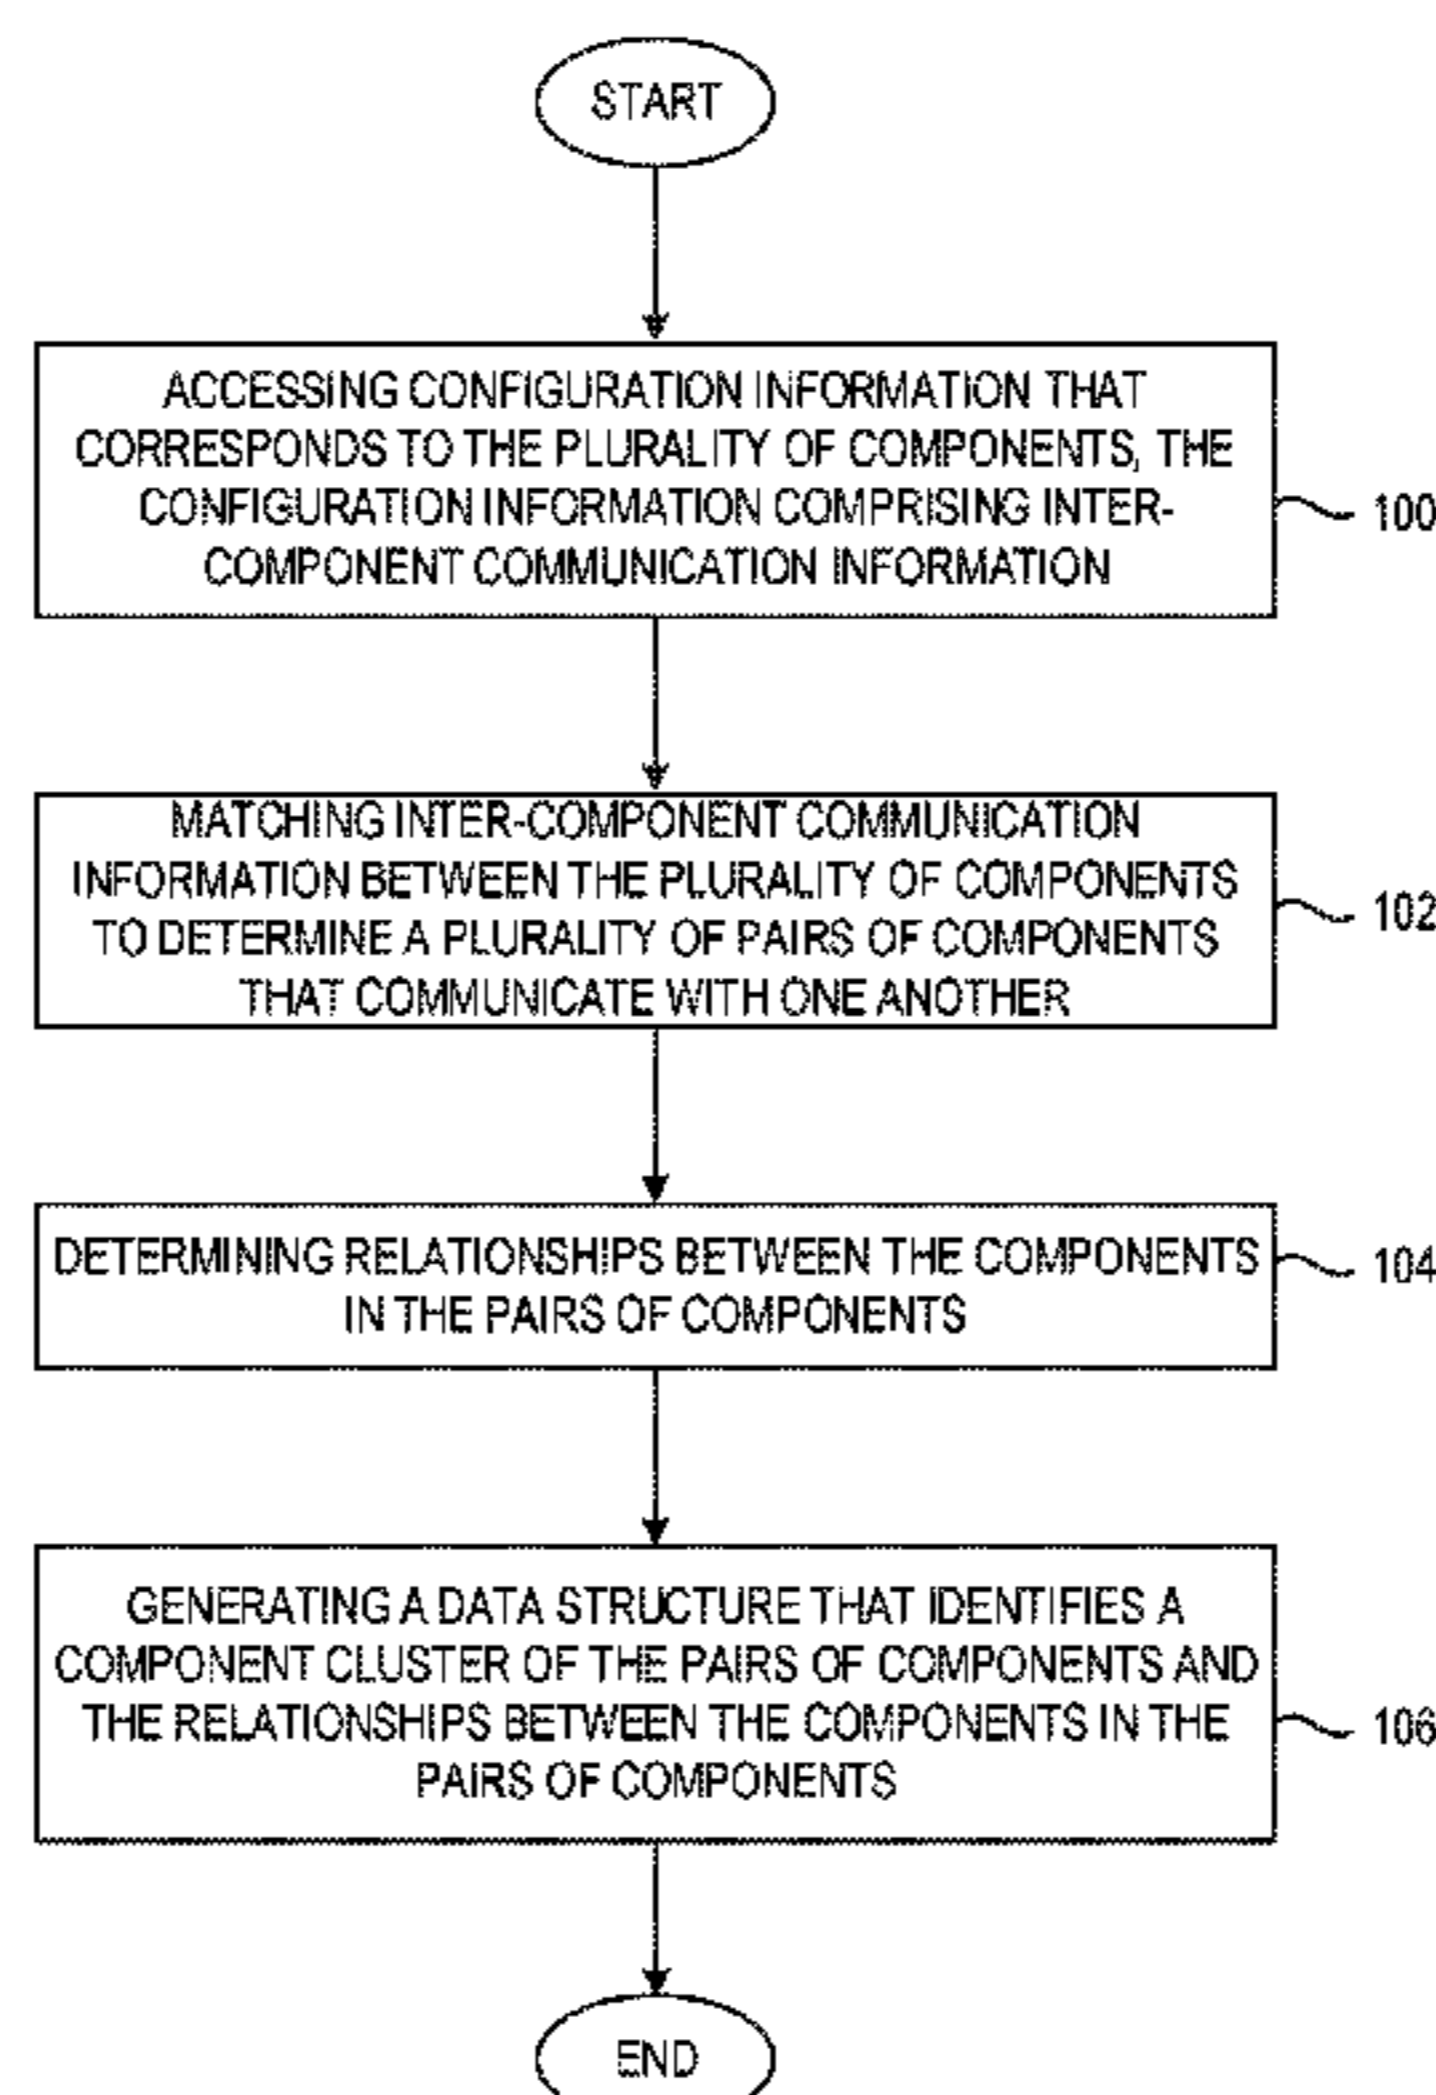 START
ACCESSING CONFIGURATION INFORMATION THAT
CORRESPONDS TO THE PLURALITY OF COMPONENTS, THE
CONFIGURATION INFORMATION COMPRISING INTER-
COMPONENT COMMUNICATION INFORMATION
100
MATCHING INTER-COMPONENT COMMUNICATION
INFORMATION BETWEEN THE PLURALITY OF COMPONENTS
TO DETERMINE A PLURALITY OF PAIRS OF COMPONENTS
THAT COMMUNICATE WITH ONE ANOTHER
102
DETERMINING RELATIONSHIPS BETWEEN THE COMPONENTS
IN THE PAIRS OF COMPONENTS
104
GENERATING A DATA STRUCTURE THAT IDENTIFIES A
COMPONENT CLUSTER OF THE PAIRS OF COMPONENTS AND
THE RELATIONSHIPS BETWEEN THE COMPONENTS IN THE
PAIRS OF COMPONENTS
106
END